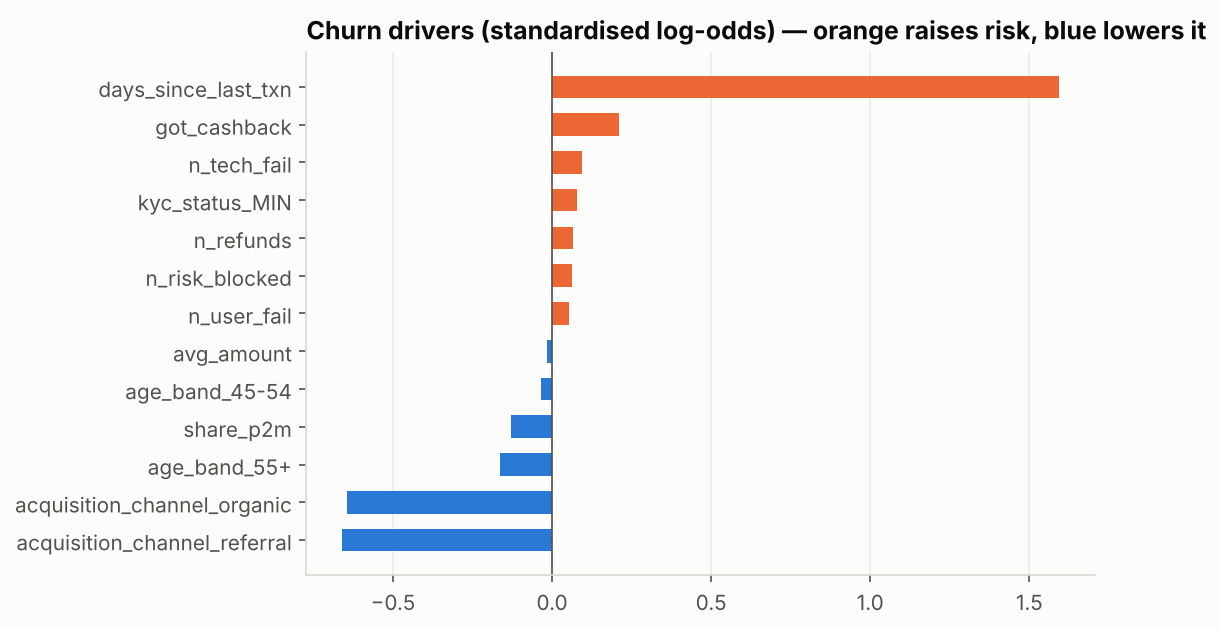 Churn drivers (standardised log-odds) — orange raises risk, blue lowers it
days_since_last_txn
got_cashback
n_tech_fail
kyc_status_MIN
n_refunds
n_risk_blocked
n_user_fail
avg_amount
age_band_45-54
share_p2m
age_band_55+
acquisition_channel_organic
acquisition_channel_referral
−0.5 0.0 0.5 1.0 1.5